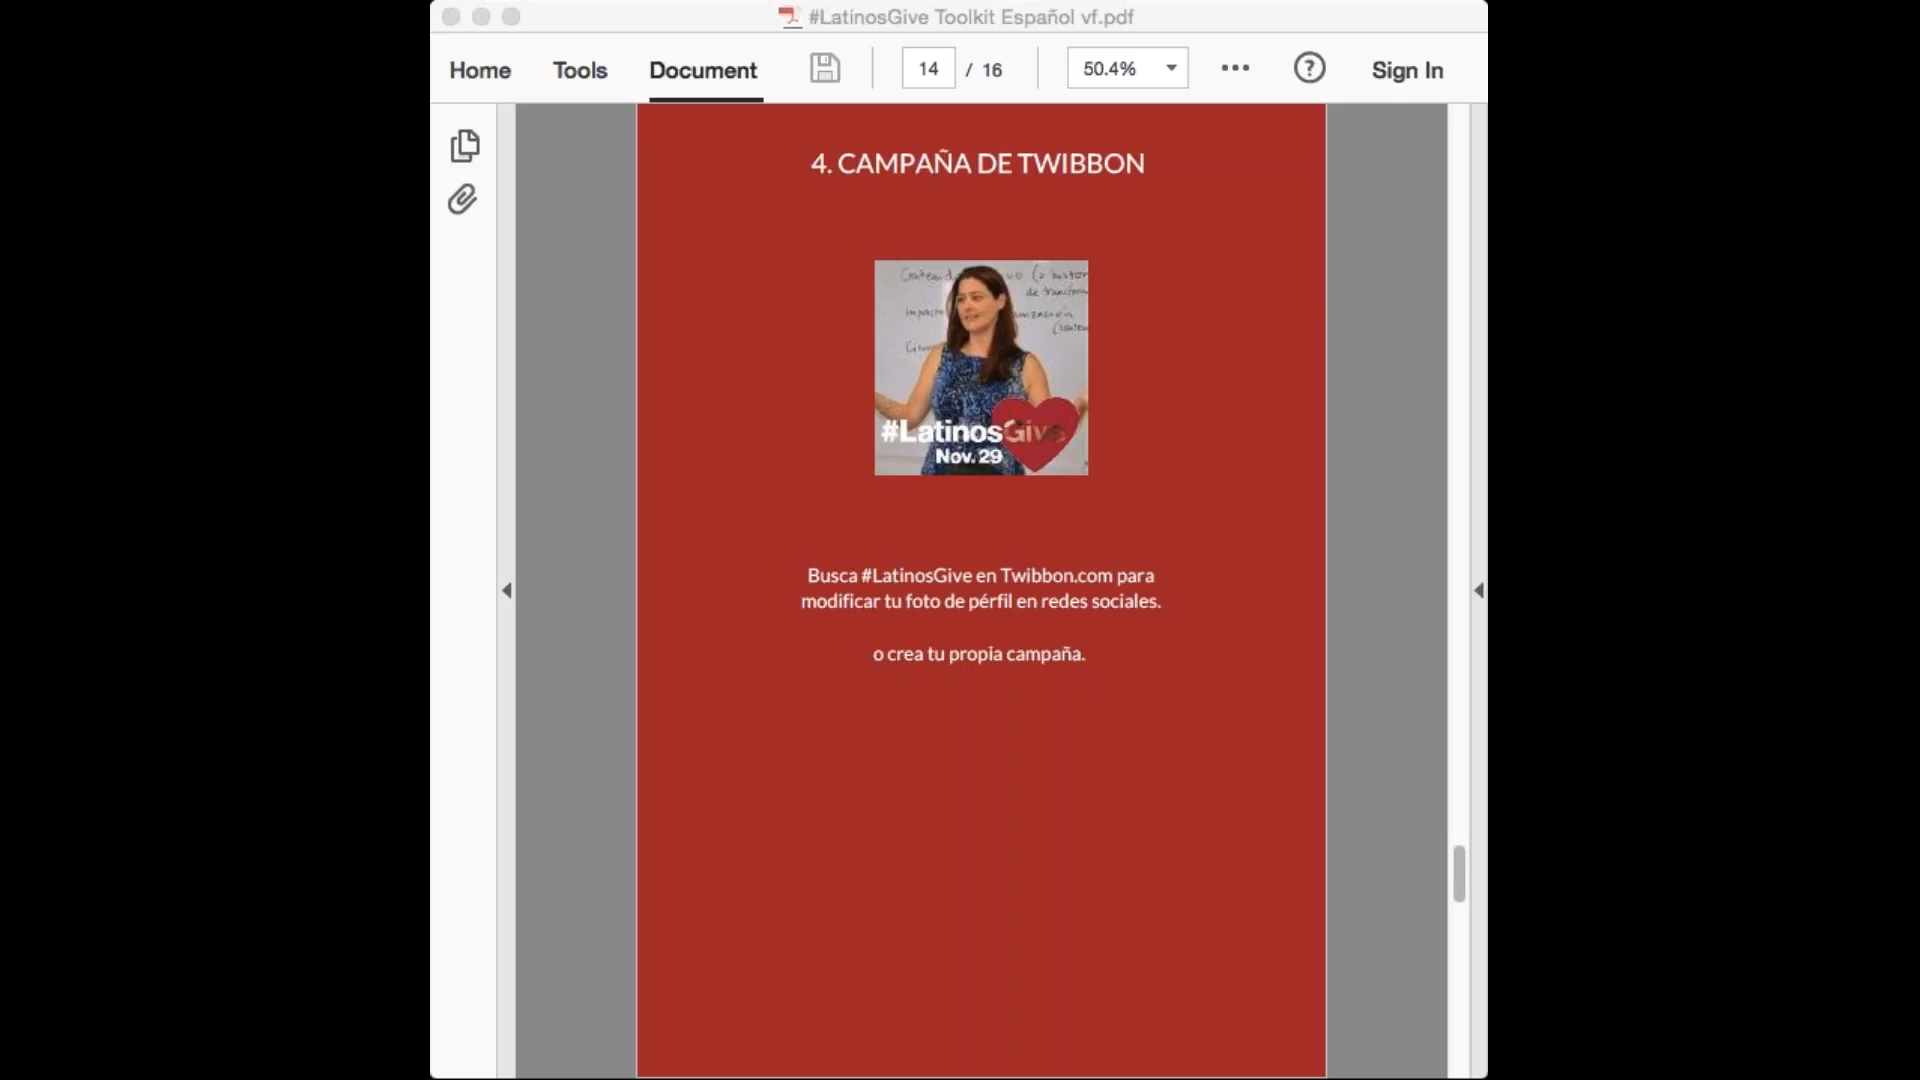 #LatinosGive Toolkit Español vf.pdf
Home Tools Document 14 / 16 50.4% ? Sign In
4. CAMPAÑA DE TWIBBON
de
#LatinosGive
Nov. 29
Busca #LatinosGive en Twibbon.com para
modificar tu foto de pérfil en redes sociales.
o crea tu propia campaña.